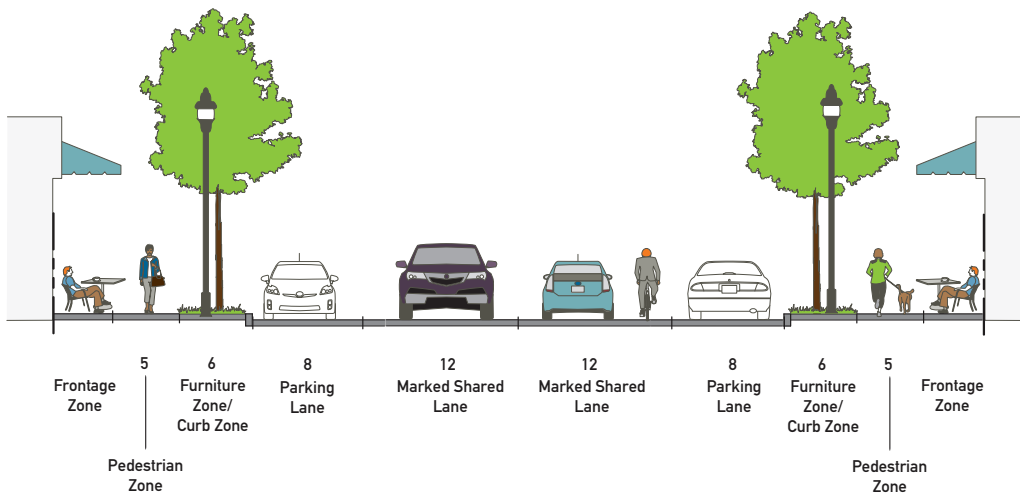 5
6
8
12
12
8
6
5
Frontage
Zone
Furniture
Zone/
Curb Zone
Parking
Lane
Marked Shared
Lane
Marked Shared
Lane
Parking
Lane
Furniture
Zone/
Curb Zone
Frontage
Zone
Pedestrian
Zone
Pedestrian
Zone